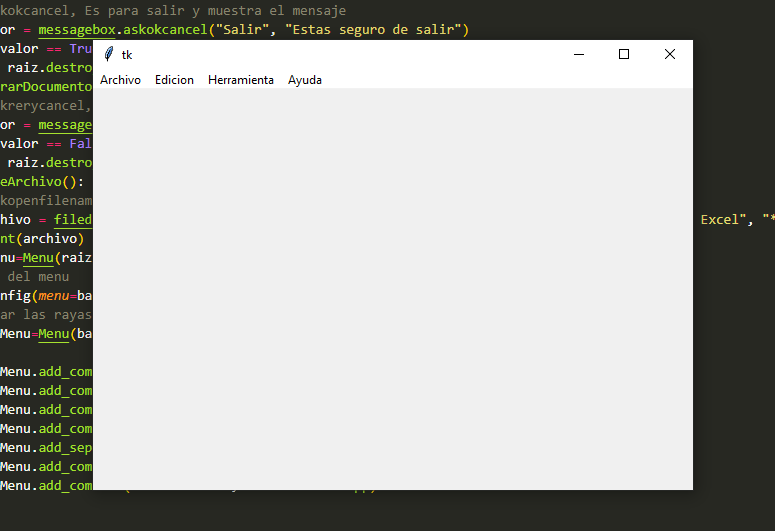 kokcancel, Es para salir y muestra el mensaje
or = messagebox.askokcancel("Salir", "Estas seguro de salir")
valor == Tru
tk
raiz.destro
Archivo Edicion Herramienta Ayuda
rarDocumento
krerycancel,
or = message
valor == Fal
raiz.destro
eArchivo():
kopenfilenam
hivo = filed Excel", "*
nt(archivo)
nu=Menu(raiz
del menu
nfig(menu=ba
ar las rayas
Menu=Menu(ba
Menu.add_com
Menu.add_com
Menu.add_com
Menu.add_com
Menu.add_sep
Menu.add_com
Menu.add_com